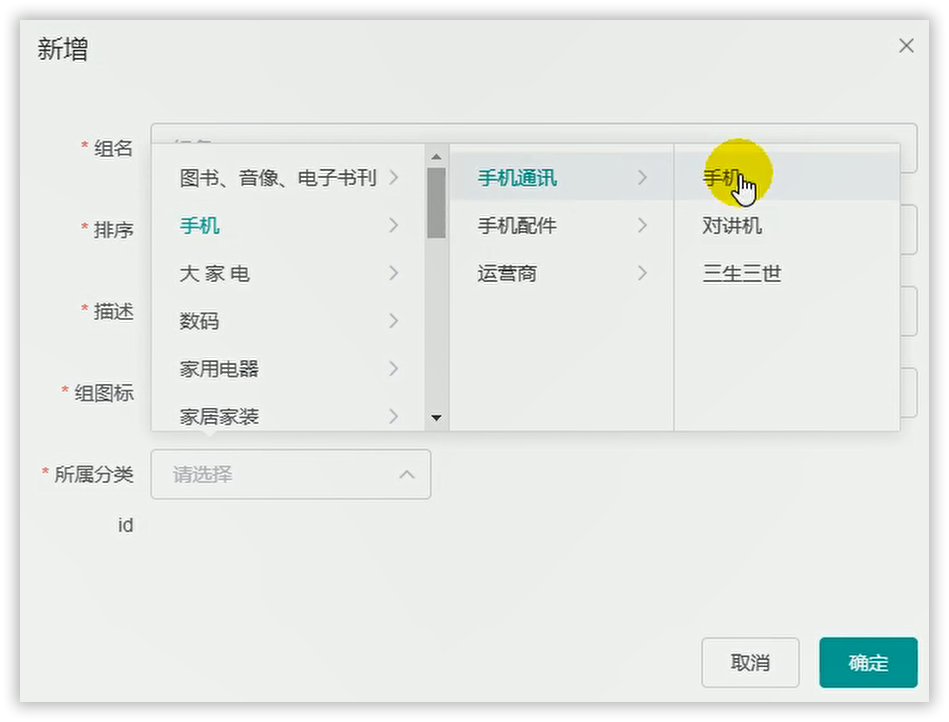 新增
* 组名
图书、音像、电子书刊
手机
大 家 电
数码
家用电器
家居家装
手机通讯
手机配件
运营商
手机
对讲机
三生三世
* 排序
* 描述
* 组图标
* 所属分类 请选择
id
取消 确定